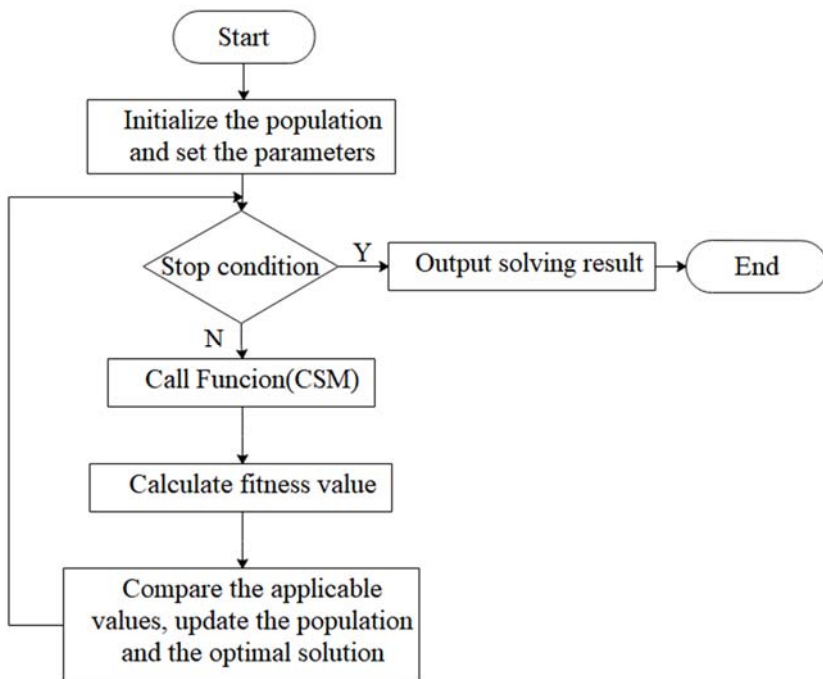 Start
Initialize the population
and set the parameters
Stop condition
Y
Output solving result
End
N
Call Funcion(CSM)
Calculate fitness value
Compare the applicable
values, update the population
and the optimal solution